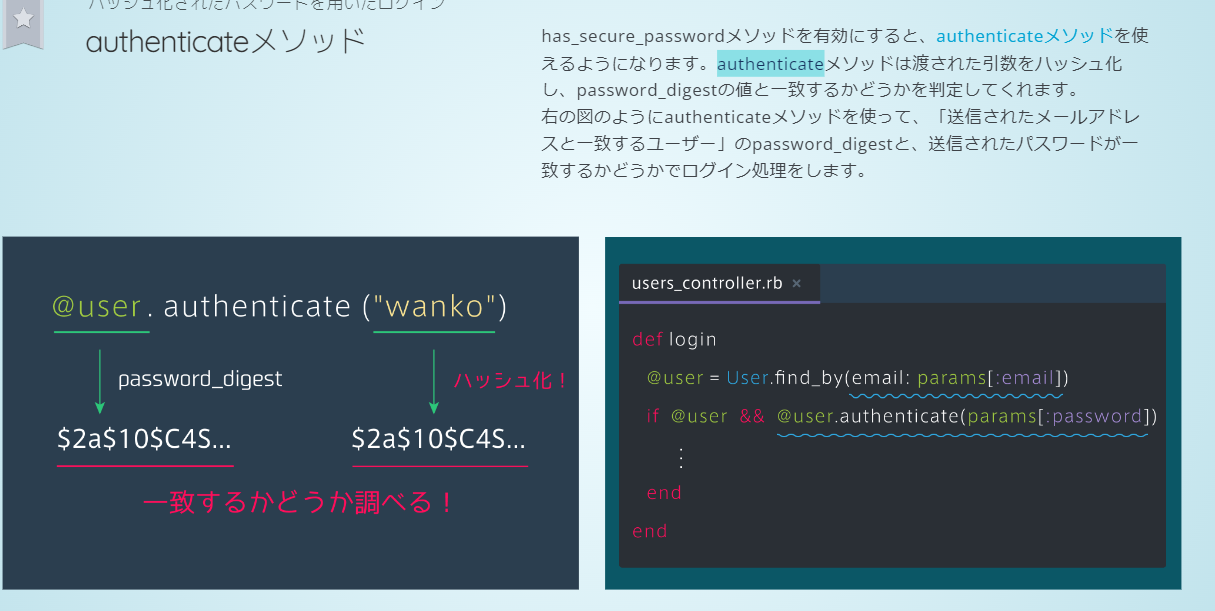 ハッシュ化されたパスワードを用いたログイン
authenticateメソッド
has_secure_passwordメソッドを有効にすると、authenticateメソッドを使
えるようになります。authenticateメソッドは渡された引数をハッシュ化
し、password_digestの値と一致するかどうかを判定してくれます。
右の図のようにauthenticateメソッドを使って、「送信されたメールアドレ
スと一致するユーザー」のpassword_digestと、送信されたパスワードが一
致するかどうかでログイン処理をします。
@user. authenticate ("wanko")
password_digest
ハッシュ化！
$2a$10$C4S...
$2a$10$C4S...
一致するかどうか調べる！
users_controller.rb ×
def login
@user = User.find_by(email: params[:email])
if @user && @user.authenticate(params[:password])
⋮
end
end